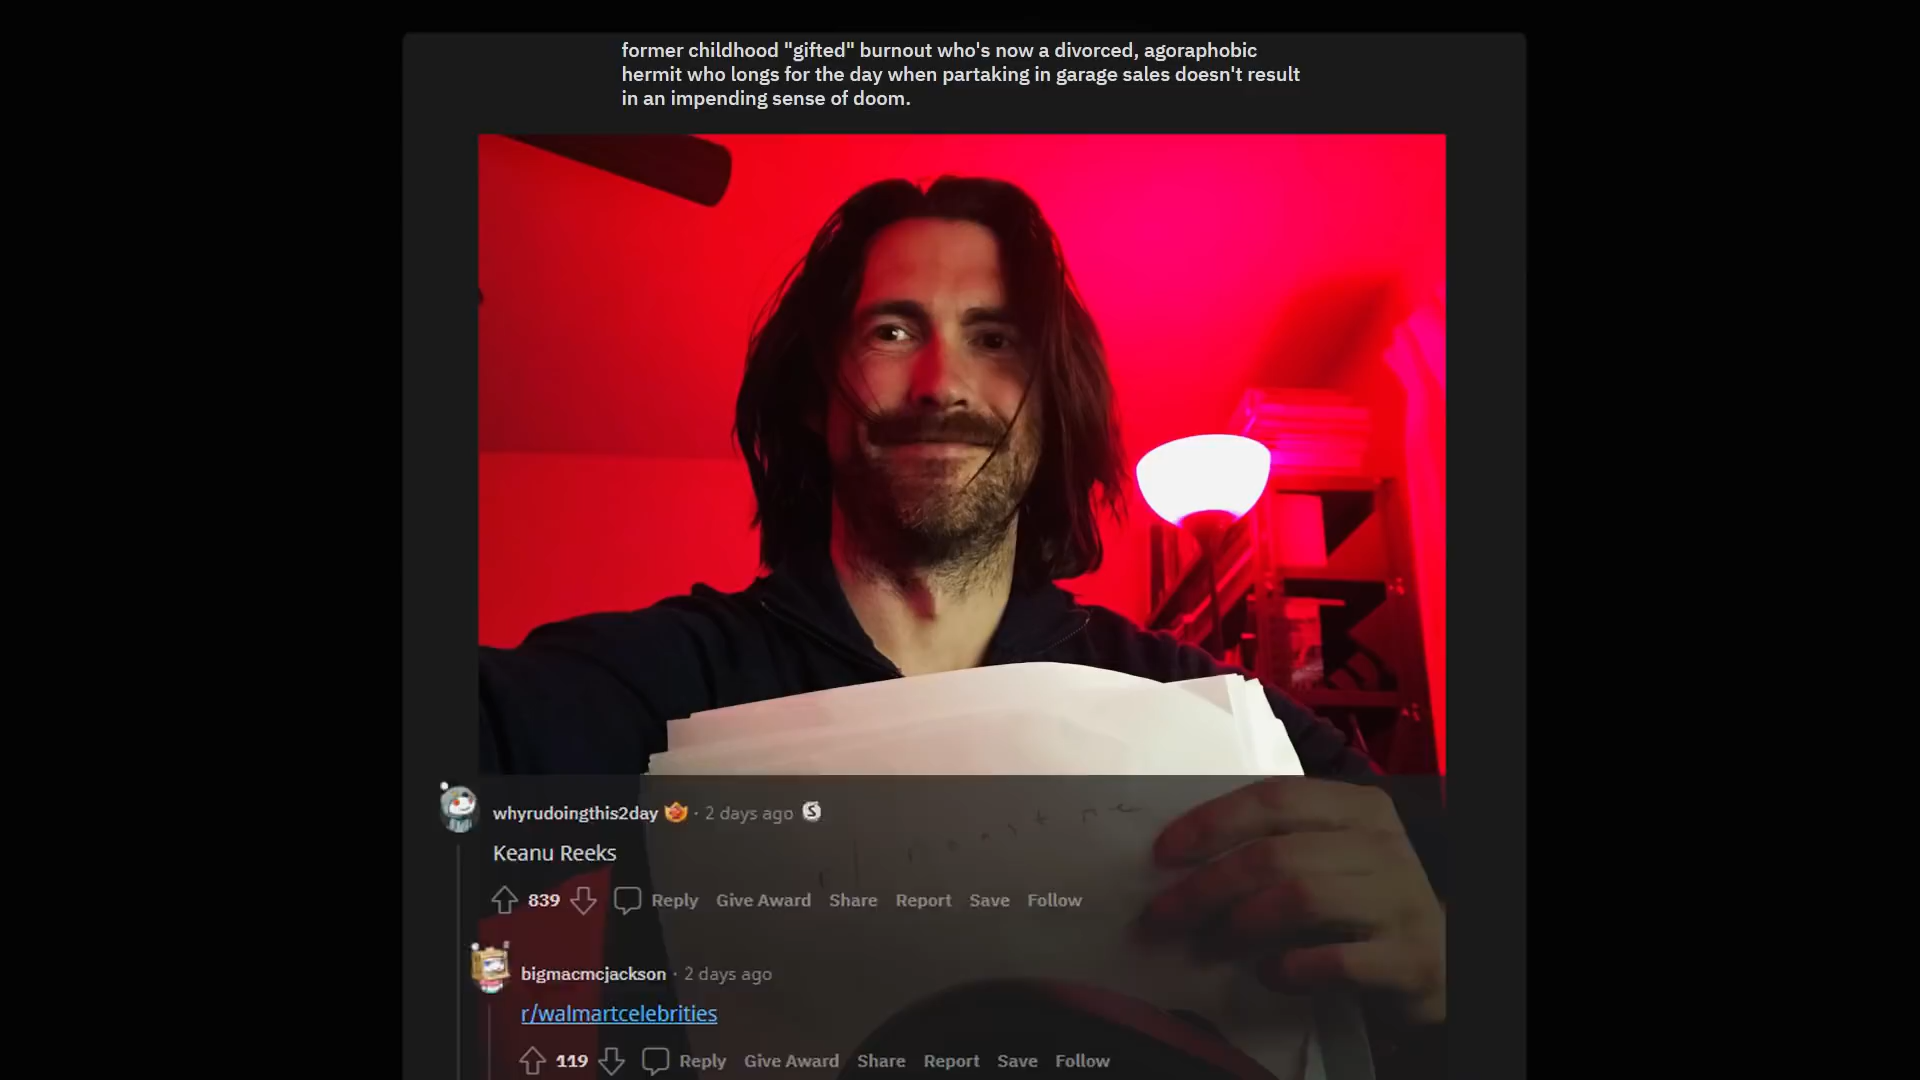 former childhood "gifted" burnout who's now a divorced, agoraphobic
hermit who longs for the day when partaking in garage sales doesn't result
in an impending sense of doom.
whyrudoingthis2day · 2 days ago
Keanu Reeks
839 Reply Give Award Share Report Save Follow
bigmacmcjackson · 2 days ago
r/walmartcelebrities
119 Reply Give Award Share Report Save Follow